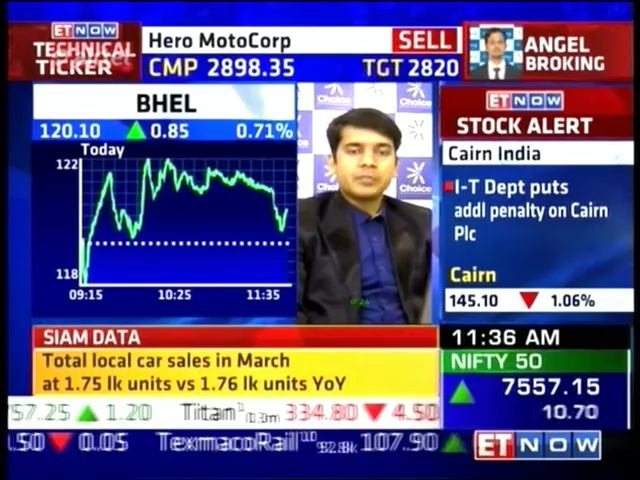 ET NOW
TECHNICAL
TICKER
Hero MotoCorp
SELL
CMP 2898.35
TGT 2820
ANGEL
BROKING
BHEL
120.10 ▲ 0.85 0.71%
Today
122
118
09:15 10:25 11:35
Choice
Choice
Choice
ET NOW
STOCK ALERT
Cairn India
I-T Dept puts
addl penalty on Cairn
Plc
Cairn
145.10 ▼ 1.06%
SIAM DATA
Total local car sales in March
at 1.75 lk units vs 1.76 lk units YoY
11:36 AM
NIFTY 50
▲ 7557.15
10.70
57.25 ▲ 1.20 Titan 334.80 ▼ 4.50
.50 ▼ 0.05 TexmacoRail 107.90 ▲
ET NOW